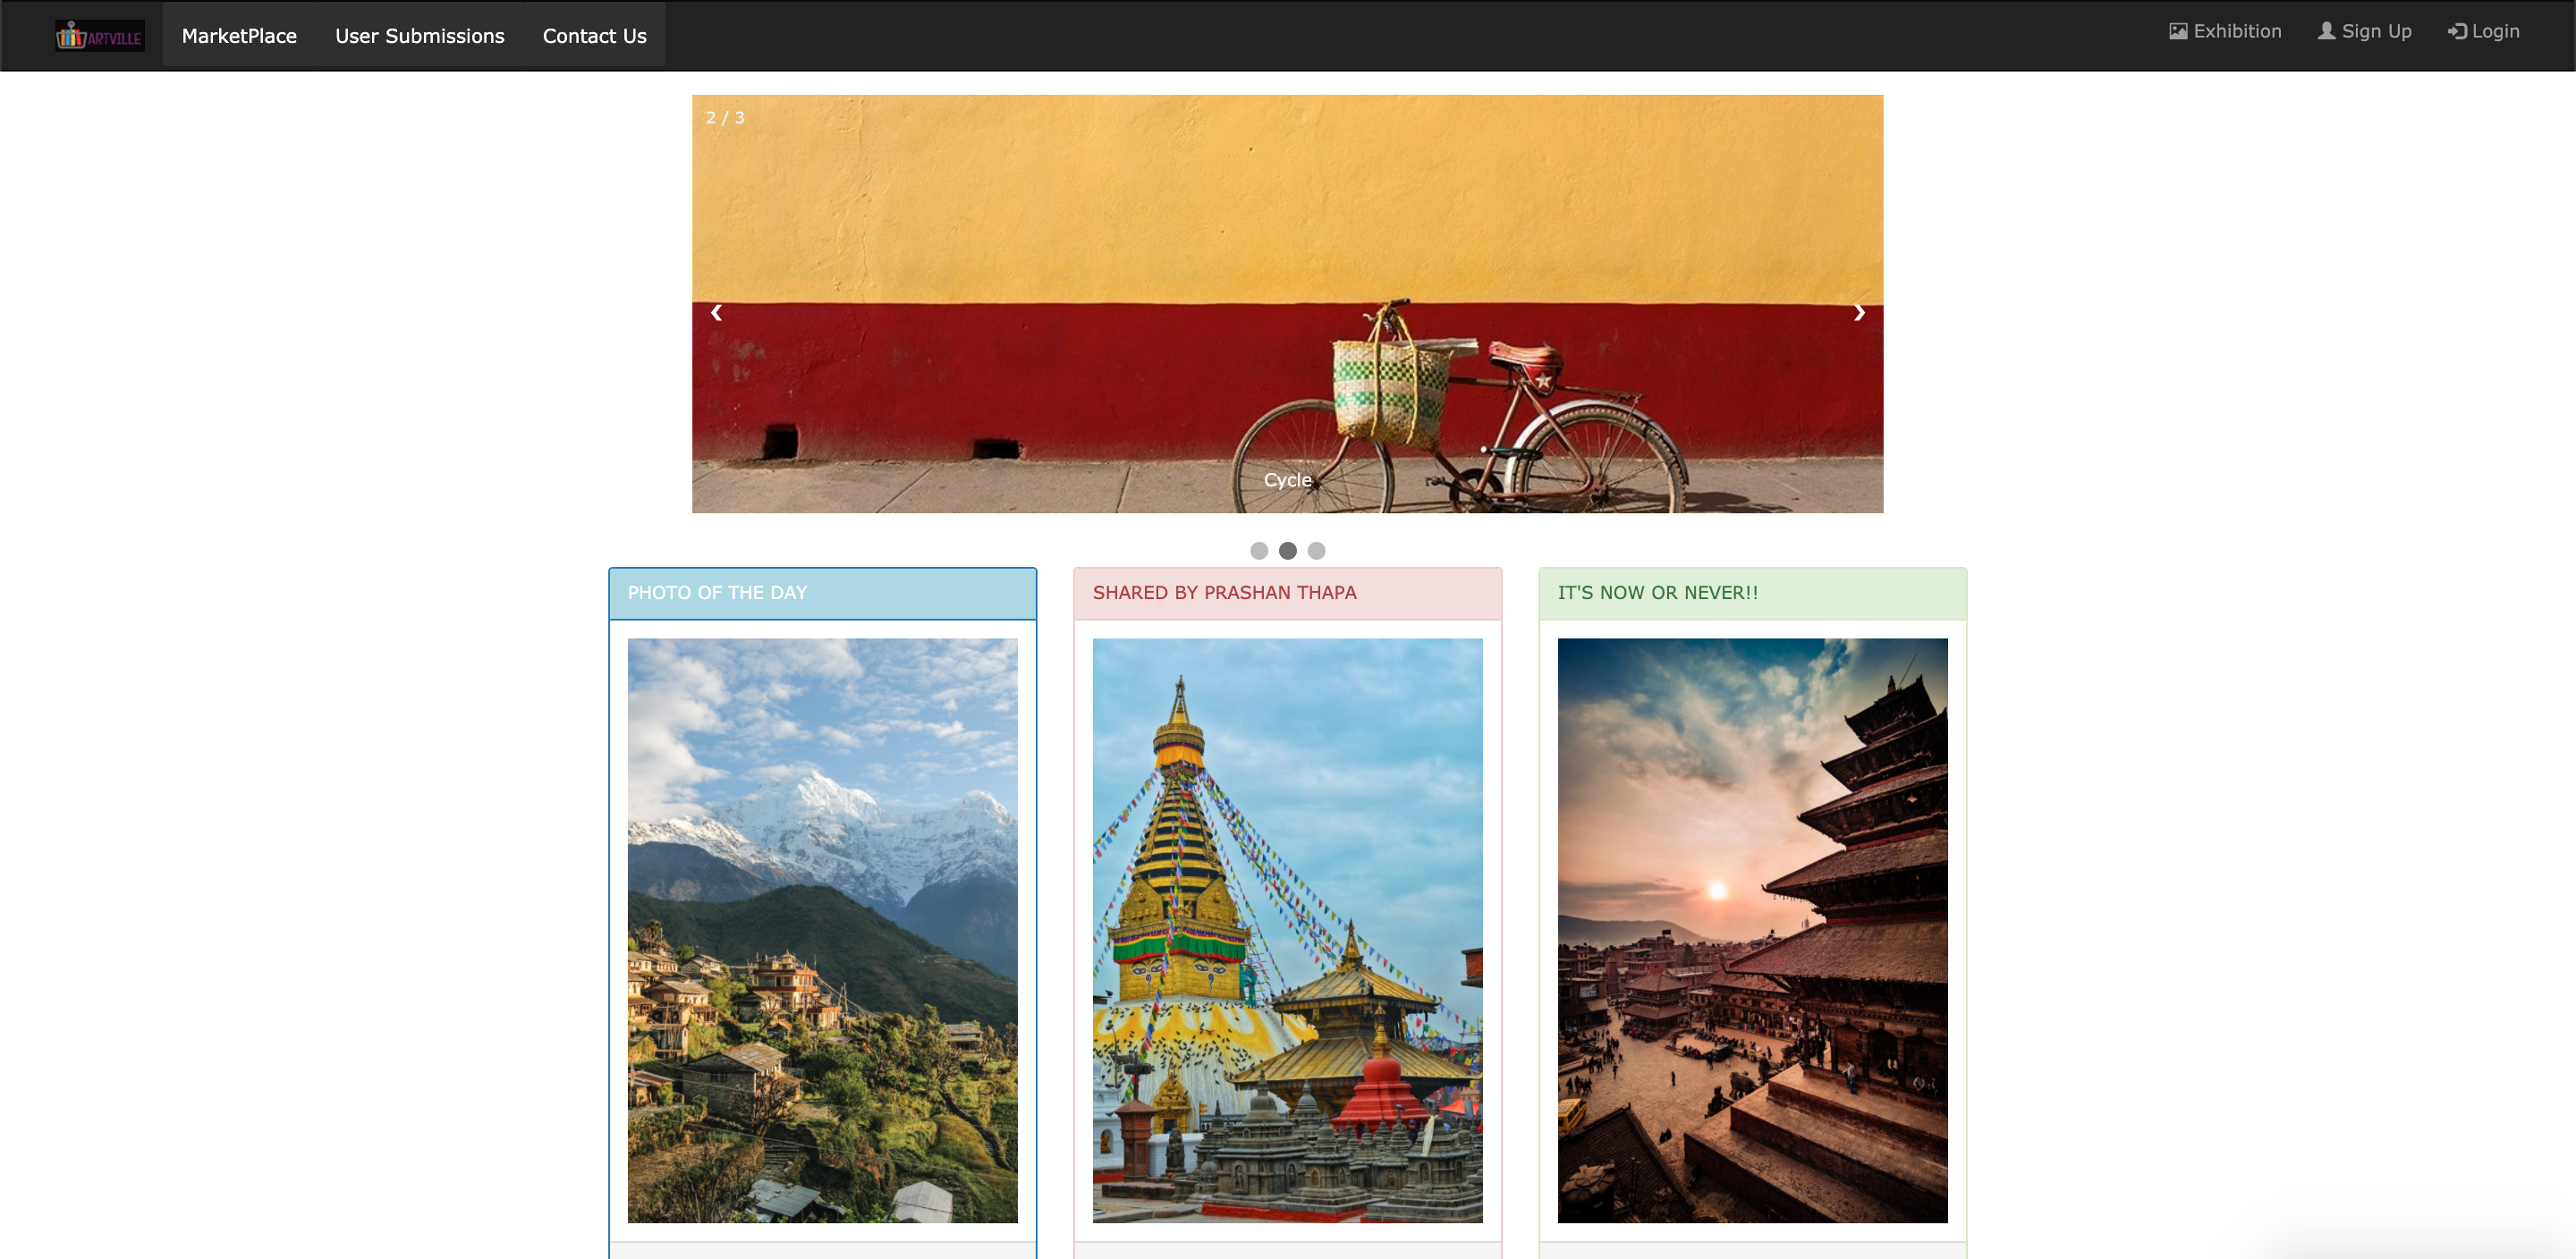 ARTVILLE
MarketPlace
User Submissions
Contact Us
Exhibition
Sign Up
Login
2 / 3
Cycle
PHOTO OF THE DAY
SHARED BY PRASHAN THAPA
IT'S NOW OR NEVER!!